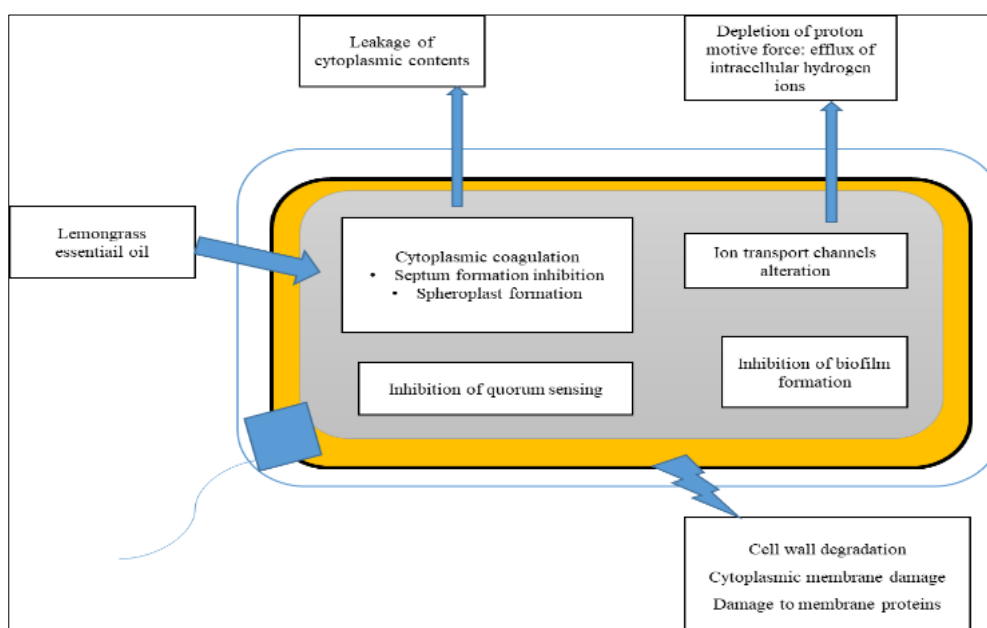 Leakage of
cytoplasmic contents
Depletion of proton
motive force: efflux of
intracellular hydrogen
ions
Lemongrass
essentiail oil
Cytoplasmic coagulation
• Septum formation inhibition
• Spheroplast formation
Ion transport channels
alteration
Inhibition of quorum sensing
Inhibition of biofilm
formation
Cell wall degradation
Cytoplasmic membrane damage
Damage to membrane proteins